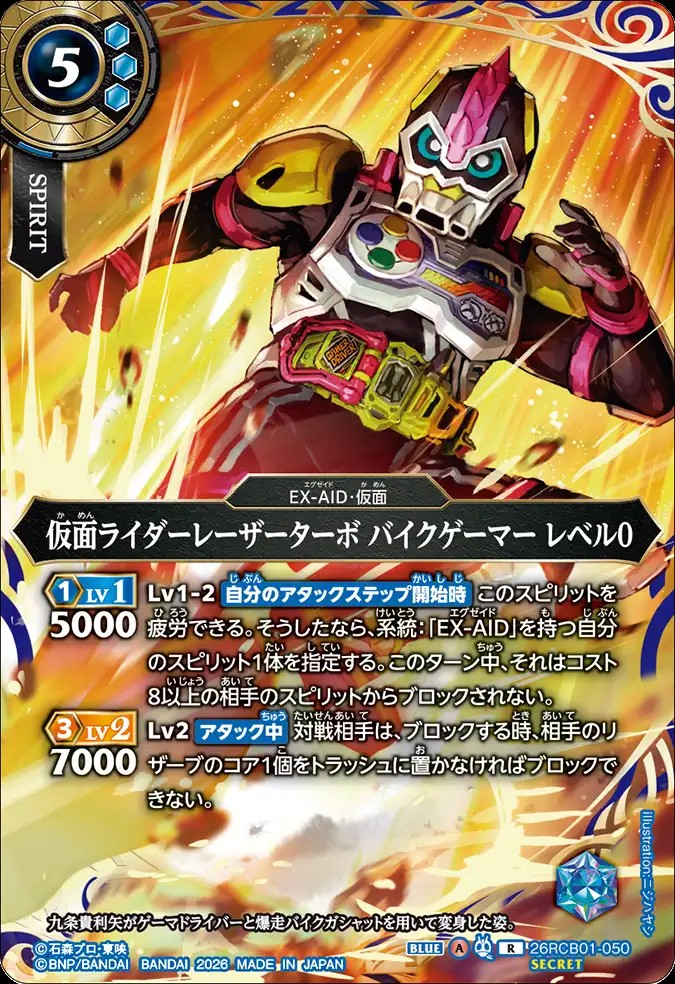 5
SPIRIT
GAMER DRIVER
EX-AID・仮面
仮面ライダーレーザーターボ バイクゲーマー レベル0
1 LV1 5000
Lv1-2 自分のアタックステップ開始時 このスピリットを
疲労できる。そうしたなら、系統:「EX-AID」を持つ自分
のスピリット1体を指定する。このターン中、それはコスト
8以上の相手のスピリットからブロックされない。
3 LV2 7000
Lv2 アタック中 対戦相手は、ブロックする時、相手のリ
ザーブのコア1個をトラッシュに置かなければブロックで
きない。
illustration:ニシハヤシ
九条貴利矢がゲーマドライバーと爆走バイクガシャットを用いて変身した姿。
©石森プロ・東映
©BNP/BANDAI BANDAI 2026 MADE IN JAPAN
BLUE A R 26RCB01-050
SECRET